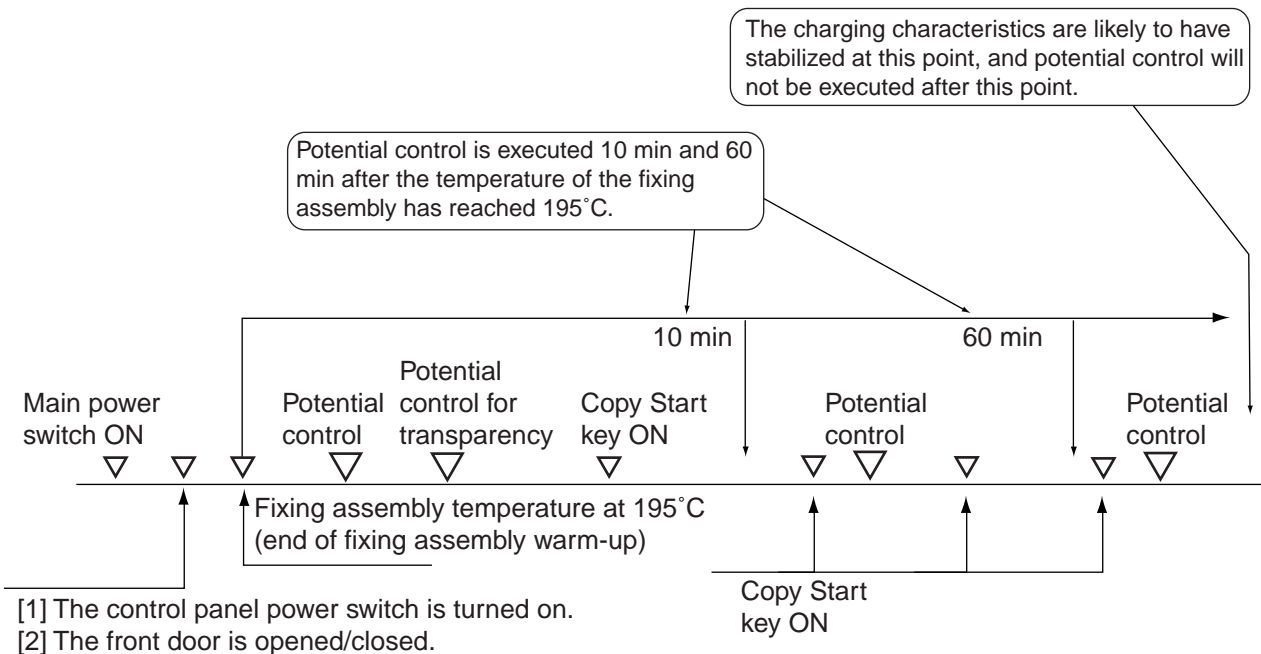 The charging characteristics are likely to have
stabilized at this point, and potential control will
not be executed after this point.
Potential control is executed 10 min and 60
min after the temperature of the fixing
assembly has reached 195˚C.
10 min
60 min
Main power
switch ON
Potential
control
Potential
control for
transparency
Copy Start
key ON
Potential
control
Potential
control
Fixing assembly temperature at 195˚C
(end of fixing assembly warm-up)
Copy Start
key ON
[1] The control panel power switch is turned on.
[2] The front door is opened/closed.